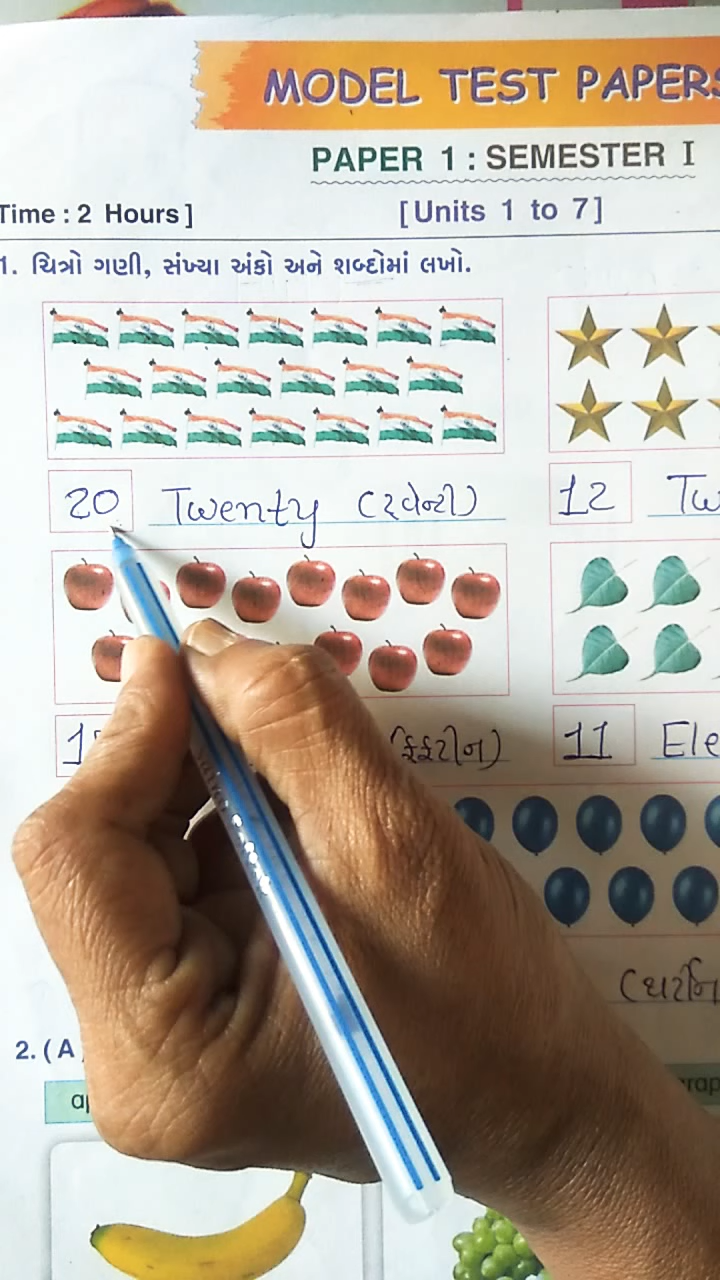 MODEL TEST PAPERS
PAPER 1 : SEMESTER I
Time : 2 Hours ]
[ Units 1 to 7 ]
1. ચિત્રો ગણી, સંખ્યા અંકો અને શબ્દોમાં લખો.
20 Twenty (ટ્વેન્ટી) 12
(ફિફ્ટીન) 11
2. ( A